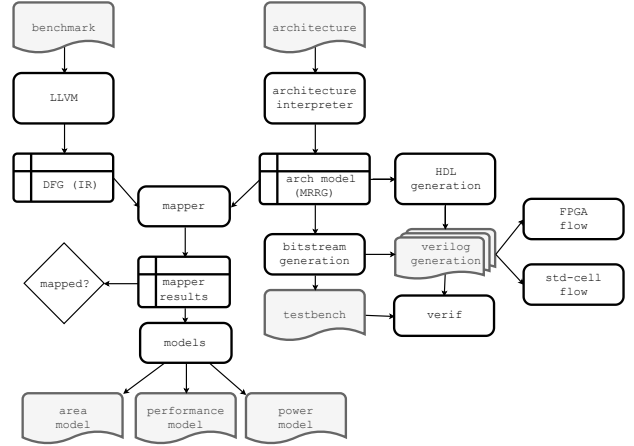 benchmark
architecture
LLVM
architecture
interpreter
DFG (IR)
arch model
(MRRG)
HDL
generation
mapper
FPGA
flow
bitstream
generation
verilog
generation
mapped?
mapper
results
std-cell
flow
testbench
verif
models
area
model
performance
model
power
model